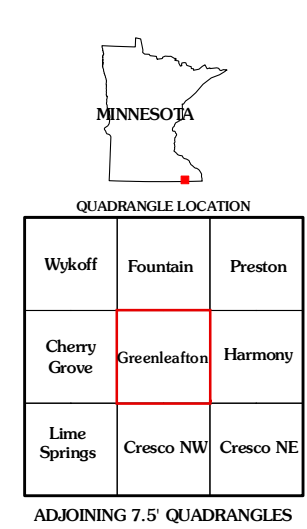 MINNESOTA
QUADRANGLE LOCATION
Wykoff Fountain Preston
Cherry
Grove Greenleafton Harmony
Lime
Springs Cresco NW Cresco NE
ADJOINING 7.5' QUADRANGLES